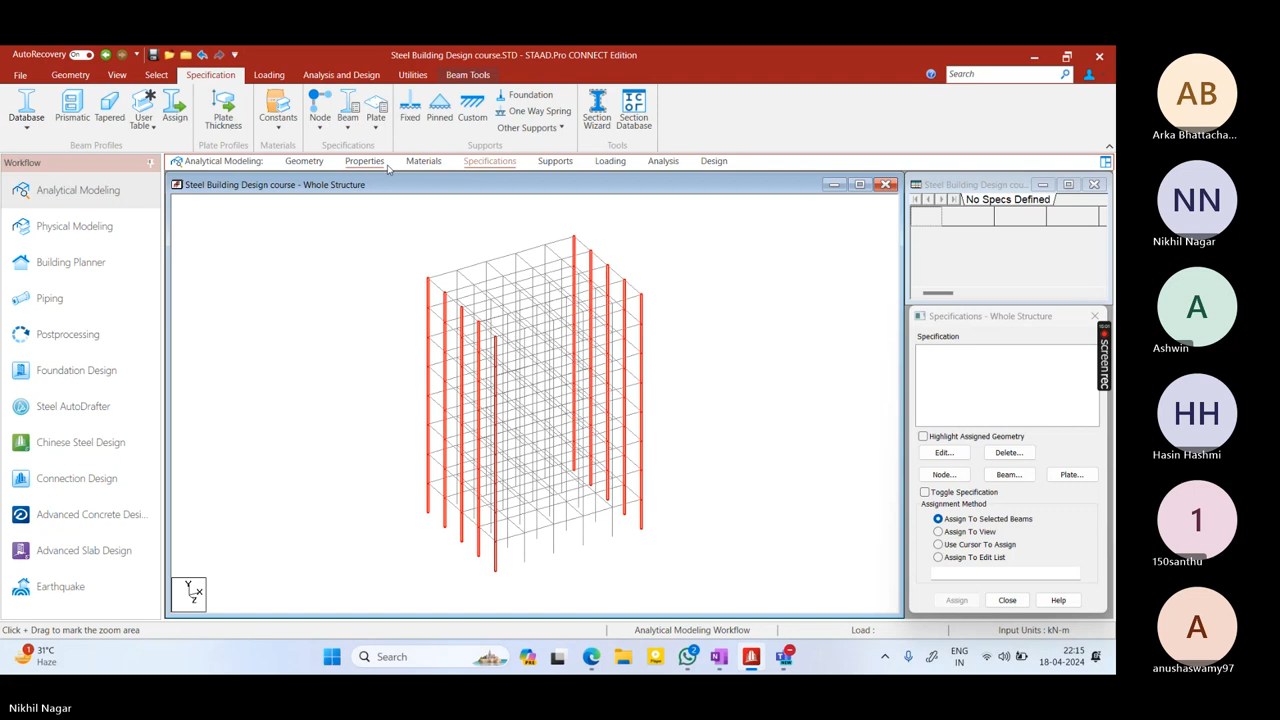 AutoRecovery On
Steel Building Design course.STD - STAAD.Pro CONNECT Edition
File Geometry View Select Specification Loading Analysis and Design Utilities Beam Tools
Search
Database Prismatic Tapered User Table Assign
Beam Profiles
Plate Thickness
Plate Profiles
Constants
Materials
Node Beam Plate
Specifications
Fixed Pinned Custom
Foundation
One Way Spring
Other Supports
Supports
Section Wizard Section Database
Tools
Workflow
Analytical Modeling: Geometry Properties Materials Specifications Supports Loading Analysis Design
Analytical Modeling
Physical Modeling
Building Planner
Piping
Postprocessing
Foundation Design
Steel AutoDrafter
Chinese Steel Design
Connection Design
Advanced Concrete Desi...
Advanced Slab Design
Earthquake
Steel Building Design course - Whole Structure
Y
X
Z
Steel Building Design cou...
No Specs Defined
Specifications - Whole Structure
Specification
Highlight Assigned Geometry
Edit... Delete...
Node... Beam... Plate...
Toggle Specification
Assignment Method
Assign To Selected Beams
Assign To View
Use Cursor To Assign
Assign To Edit List
Assign Close Help
screen rec
Click + Drag to mark the zoom area
Analytical Modeling Workflow
Load :
Input Units : kN-m
1
31°C
Haze
Search
2
ENG
IN
22:15
18-04-2024
AB
Arka Bhattacha...
NN
Nikhil Nagar
A
Ashwin
HH
Hasin Hashmi
1
150santhu
A
anushaswamy97
Nikhil Nagar